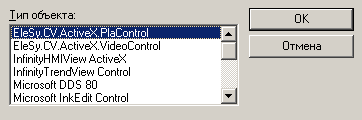 Тип объекта:
EleSy.CV.ActiveX.PlaControl
EleSy.CV.ActiveX.VideoControl
InfinityHMIView ActiveX
InfinityTrendView Control
Microsoft DDS 80
Microsoft InkEdit Control
OK
Отмена